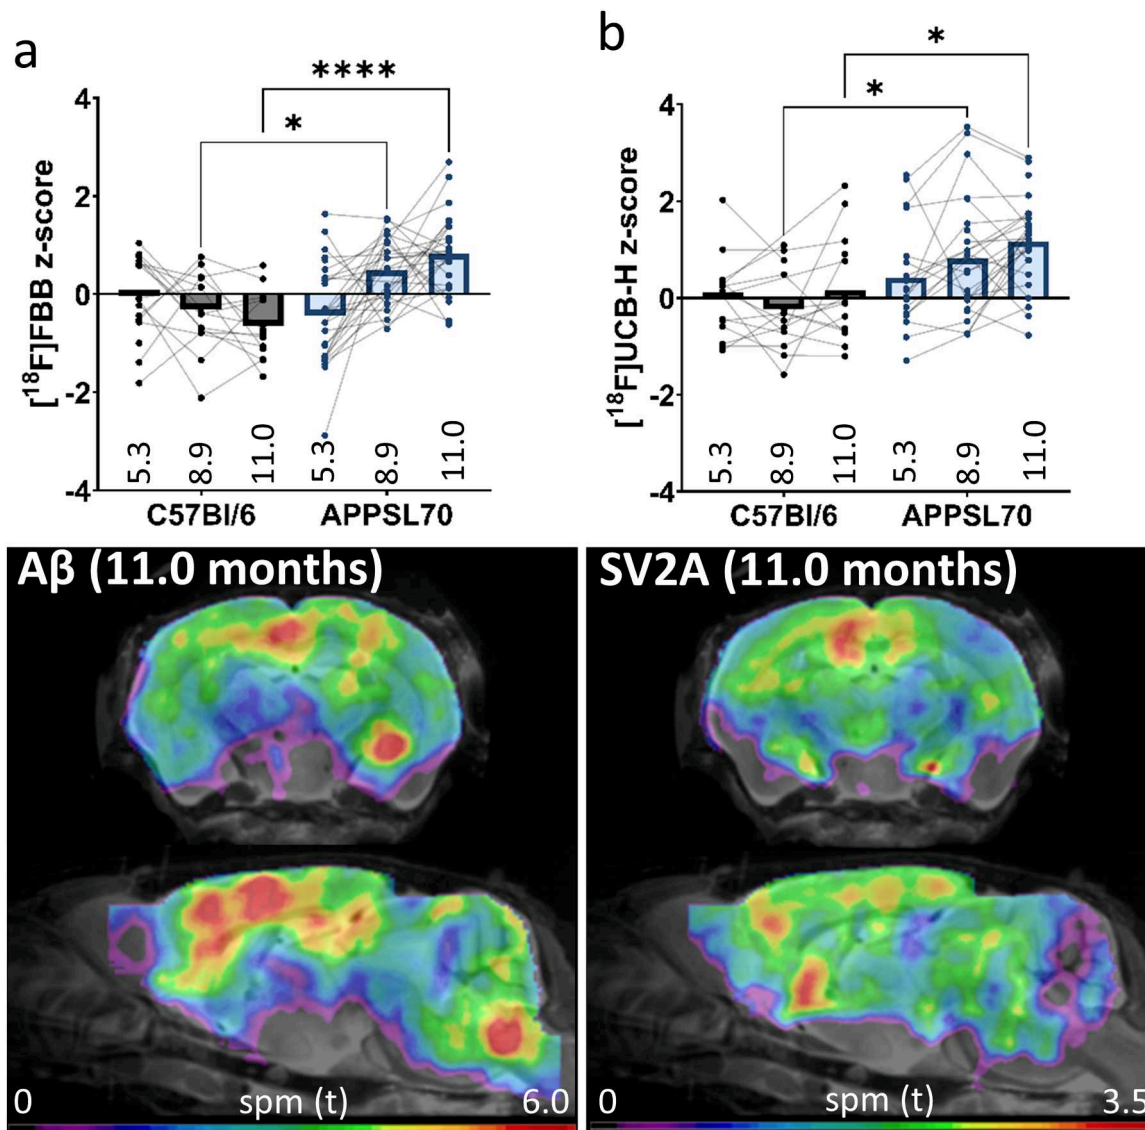 a
****
*
[¹⁸F]FBB z-score
4
2
0
-2
-4
5.3
8.9
11.0
5.3
8.9
11.0
C57Bl/6
APPSL70
b
*
*
[¹⁸F]UCB-H z-score
4
2
0
-2
-4
5.3
8.9
11.0
5.3
8.9
11.0
C57Bl/6
APPSL70
Aβ (11.0 months)
0 spm (t) 6.0
SV2A (11.0 months)
0 spm (t) 3.5